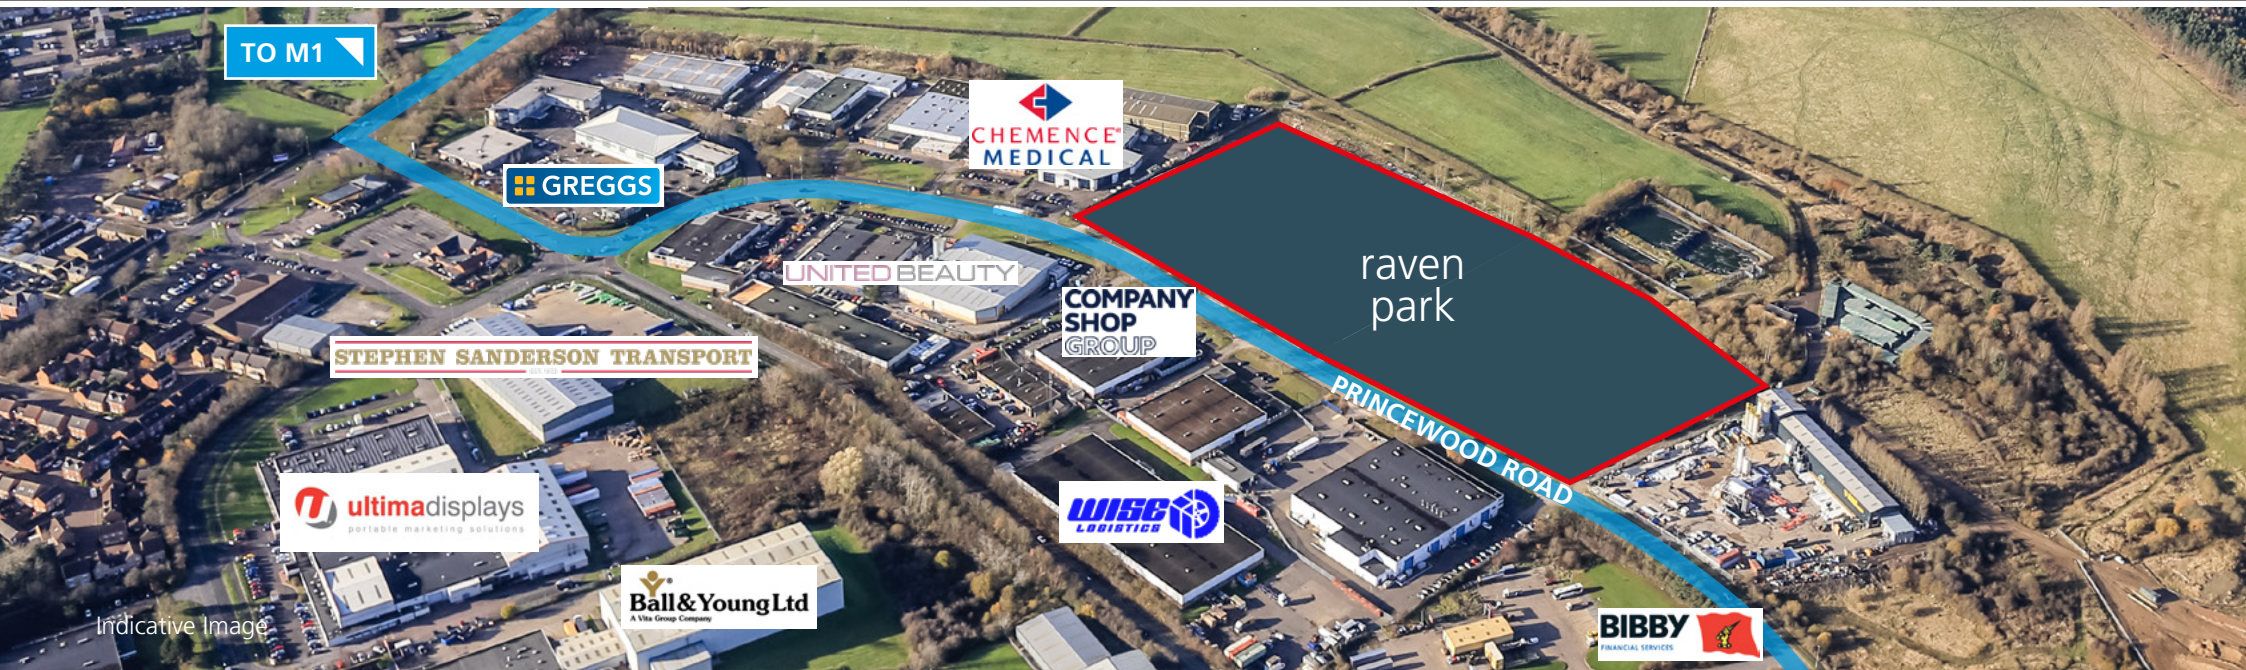 TO M1
CHEMENCE®
MEDICAL
GREGGS
raven
park
UNITED BEAUTY
COMPANY
SHOP
GROUP
STEPHEN SANDERSON TRANSPORT
PRINCEWOOD ROAD
ultimadisplays
portable marketing solutions
WISE
LOGISTICS
Ball&Young Ltd
A Vita Group Company
Indicative Image
BIBBY
FINANCIAL SERVICES